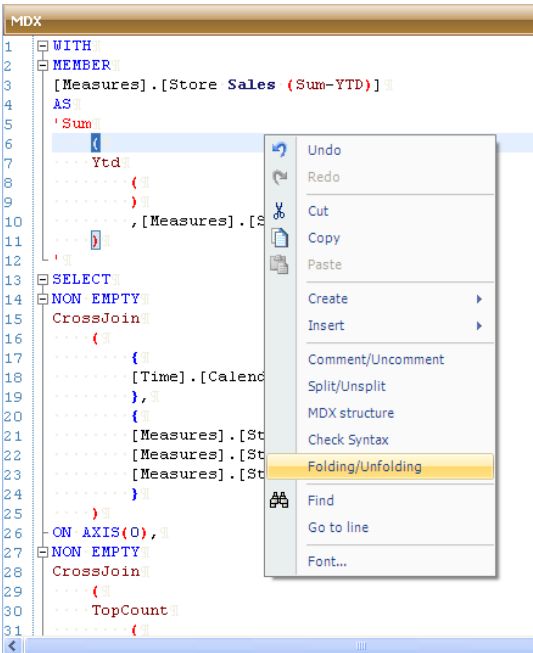 MDX
1 WITH
2 MEMBER
3 [Measures].[Store Sales (Sum-YTD)]
4 AS
5 'Sum
6 (
7 Ytd
8 (
9 )
10 ,[Measures].[S
11 )
12 '
13 SELECT
14 NON EMPTY
15 CrossJoin
16 (
17 {
18 [Time].[Calend
19 },
20 {
21 [Measures].[St
22 [Measures].[St
23 [Measures].[St
24 }
25 )
26 ON AXIS(0),
27 NON EMPTY
28 CrossJoin
29 (
30 TopCount
31 (
Undo
Redo
Cut
Copy
Paste
Create
Insert
Comment/Uncomment
Split/Unsplit
MDX structure
Check Syntax
Folding/Unfolding
Find
Go to line
Font...